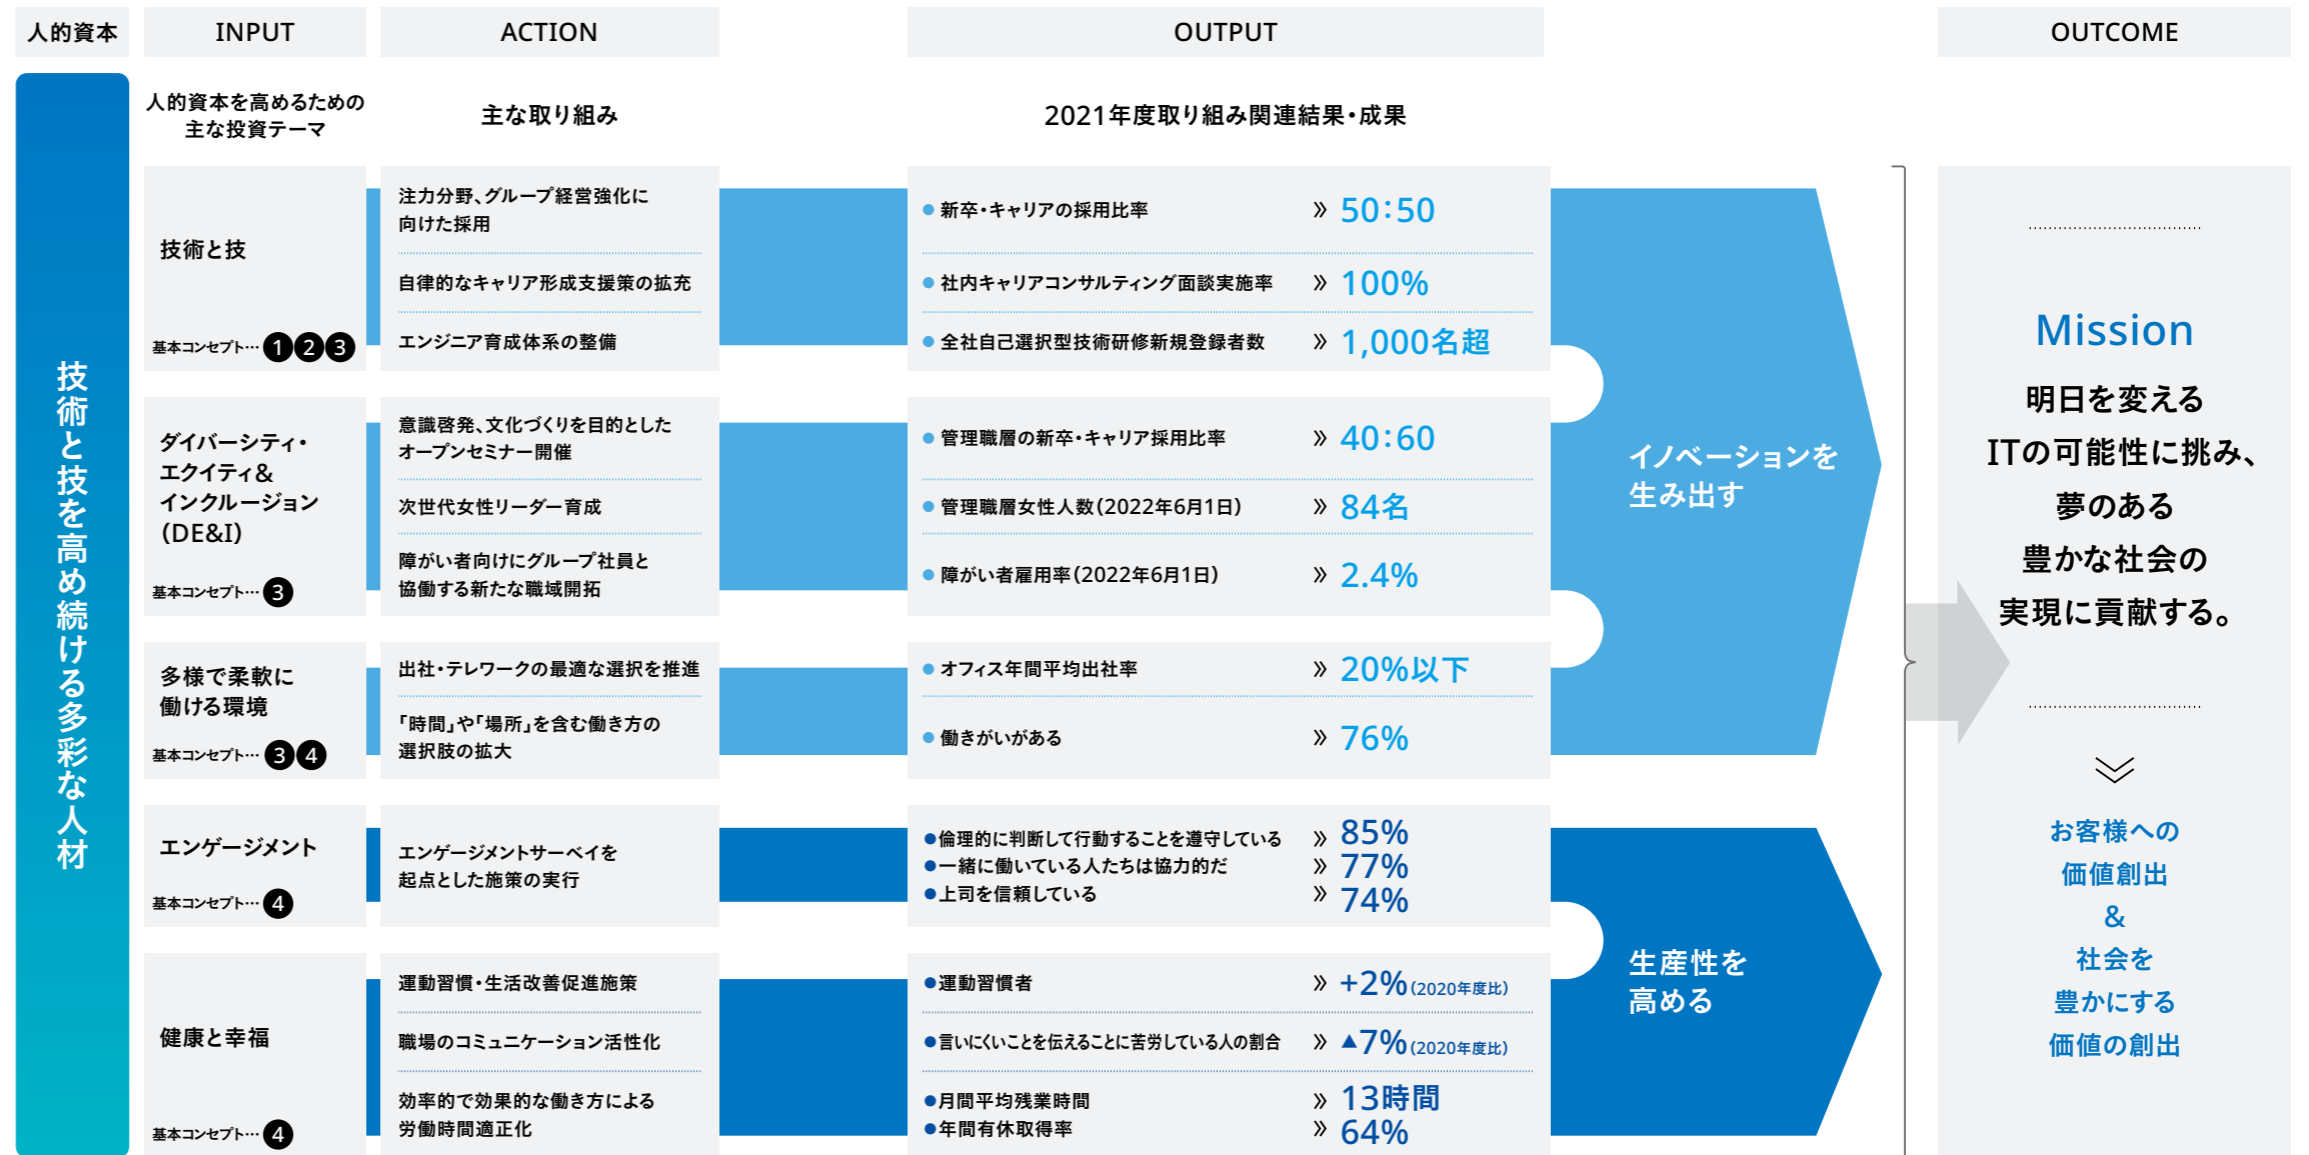 人的資本
INPUT
ACTION
OUTPUT
OUTCOME
人的資本を高めるための
主な投資テーマ
主な取り組み
2021年度取り組み関連結果・成果
技術と技を高め続ける多彩な人材
技術と技
基本コンセプト…❶❷❸
注力分野、グループ経営強化に
向けた採用
自律的なキャリア形成支援策の拡充
エンジニア育成体系の整備
●新卒・キャリアの採用比率 》 50：50
●社内キャリアコンサルティング面談実施率 》 100%
●全社自己選択型技術研修新規登録者数 》 1,000名超
ダイバーシティ・
エクイティ&
インクルージョン
（DE&I）
基本コンセプト…❸
意識啓発、文化づくりを目的とした
オープンセミナー開催
次世代女性リーダー育成
障がい者向けにグループ社員と
協働する新たな職域開拓
●管理職層の新卒・キャリア採用比率 》 40：60
●管理職層女性人数（2022年6月1日） 》 84名
●障がい者雇用率（2022年6月1日） 》 2.4%
多様で柔軟に
働ける環境
基本コンセプト…❸❹
出社・テレワークの最適な選択を推進
「時間」や「場所」を含む働き方の
選択肢の拡大
●オフィス年間平均出社率 》 20%以下
●働きがいがある 》 76%
イノベーションを
生み出す
エンゲージメント
基本コンセプト…❹
エンゲージメントサーベイを
起点とした施策の実行
●倫理的に判断して行動することを遵守している 》 85%
●一緒に働いている人たちは協力的だ 》 77%
●上司を信頼している 》 74%
健康と幸福
基本コンセプト…❹
運動習慣・生活改善促進施策
職場のコミュニケーション活性化
効率的で効果的な働き方による
労働時間適正化
●運動習慣者 》 +2%（2020年度比）
●言いにくいことを伝えることに苦労している人の割合 》 ▲7%（2020年度比）
●月間平均残業時間 》 13時間
●年間有休取得率 》 64%
生産性を
高める
Mission
明日を変える
ITの可能性に挑み、
夢のある
豊かな社会の
実現に貢献する。
お客様への
価値創出
&
社会を
豊かにする
価値の創出